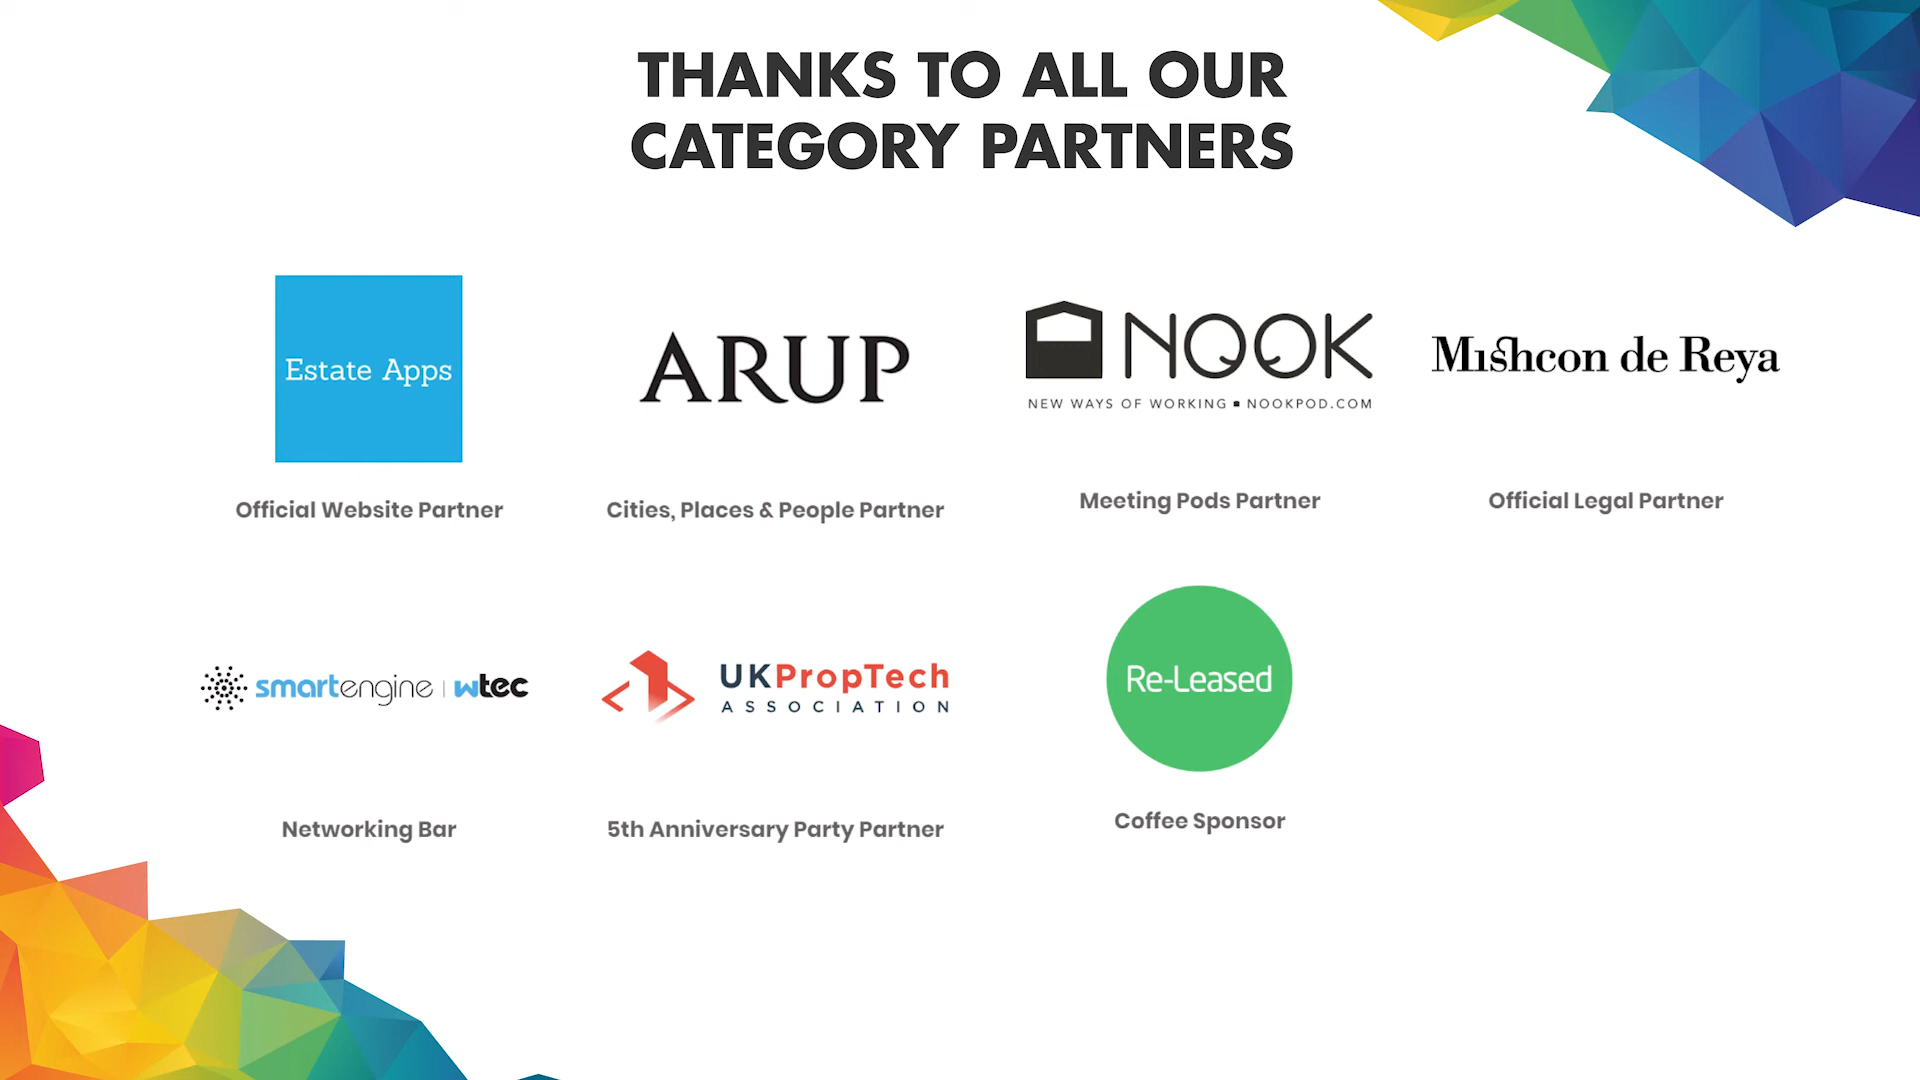 THANKS TO ALL OUR
CATEGORY PARTNERS
Estate Apps
Official Website Partner
ARUP
Cities, Places & People Partner
NOOK
NEW WAYS OF WORKING NOOKPOD.COM
Meeting Pods Partner
Mishcon de Reya
Official Legal Partner
smartengine | wtec
Networking Bar
UKPropTech
ASSOCIATION
5th Anniversary Party Partner
Re-Leased
Coffee Sponsor